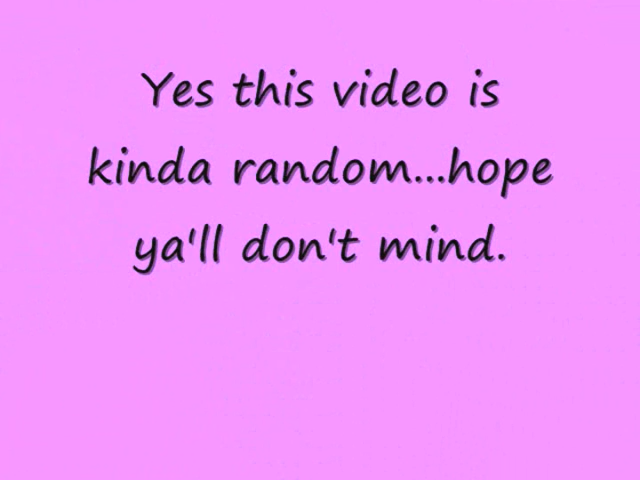 Yes this video is
kinda random...hope
ya'll don't mind.